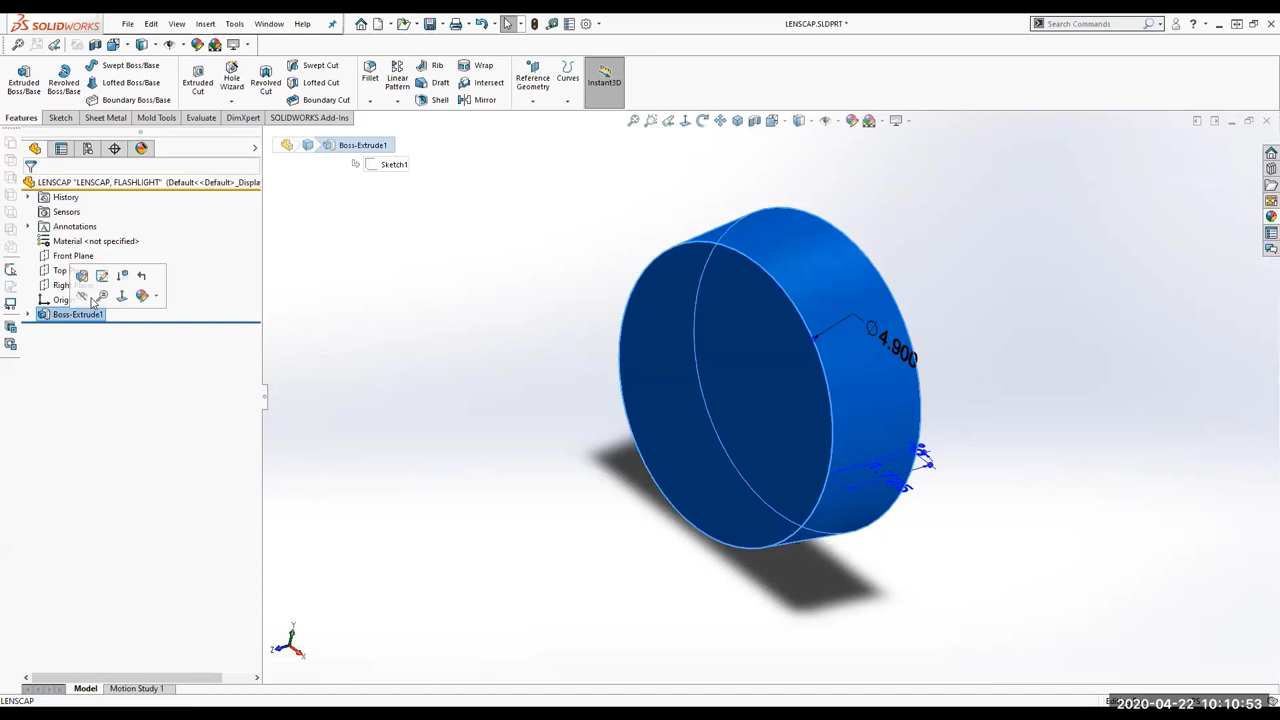 SOLIDWORKS
File Edit View Insert Tools Window Help
LENSCAP.SLDPRT *
Search Commands
Extruded Boss/Base
Revolved Boss/Base
Swept Boss/Base
Lofted Boss/Base
Boundary Boss/Base
Extruded Cut
Hole Wizard
Revolved Cut
Swept Cut
Lofted Cut
Boundary Cut
Fillet
Linear Pattern
Rib
Draft
Shell
Wrap
Intersect
Mirror
Reference Geometry
Curves
Instant3D
Features Sketch Sheet Metal Mold Tools Evaluate DimXpert SOLIDWORKS Add-Ins
Boss-Extrude1
Sketch1
LENSCAP "LENSCAP, FLASHLIGHT" (Default<<Default>_Display
History
Sensors
Annotations
Material <not specified>
Front Plane
Top
Right Plane
Boss-Extrude1
Ø4.900
Y
Z
X
Model Motion Study 1
LENSCAP
2020-04-22 10:10:53